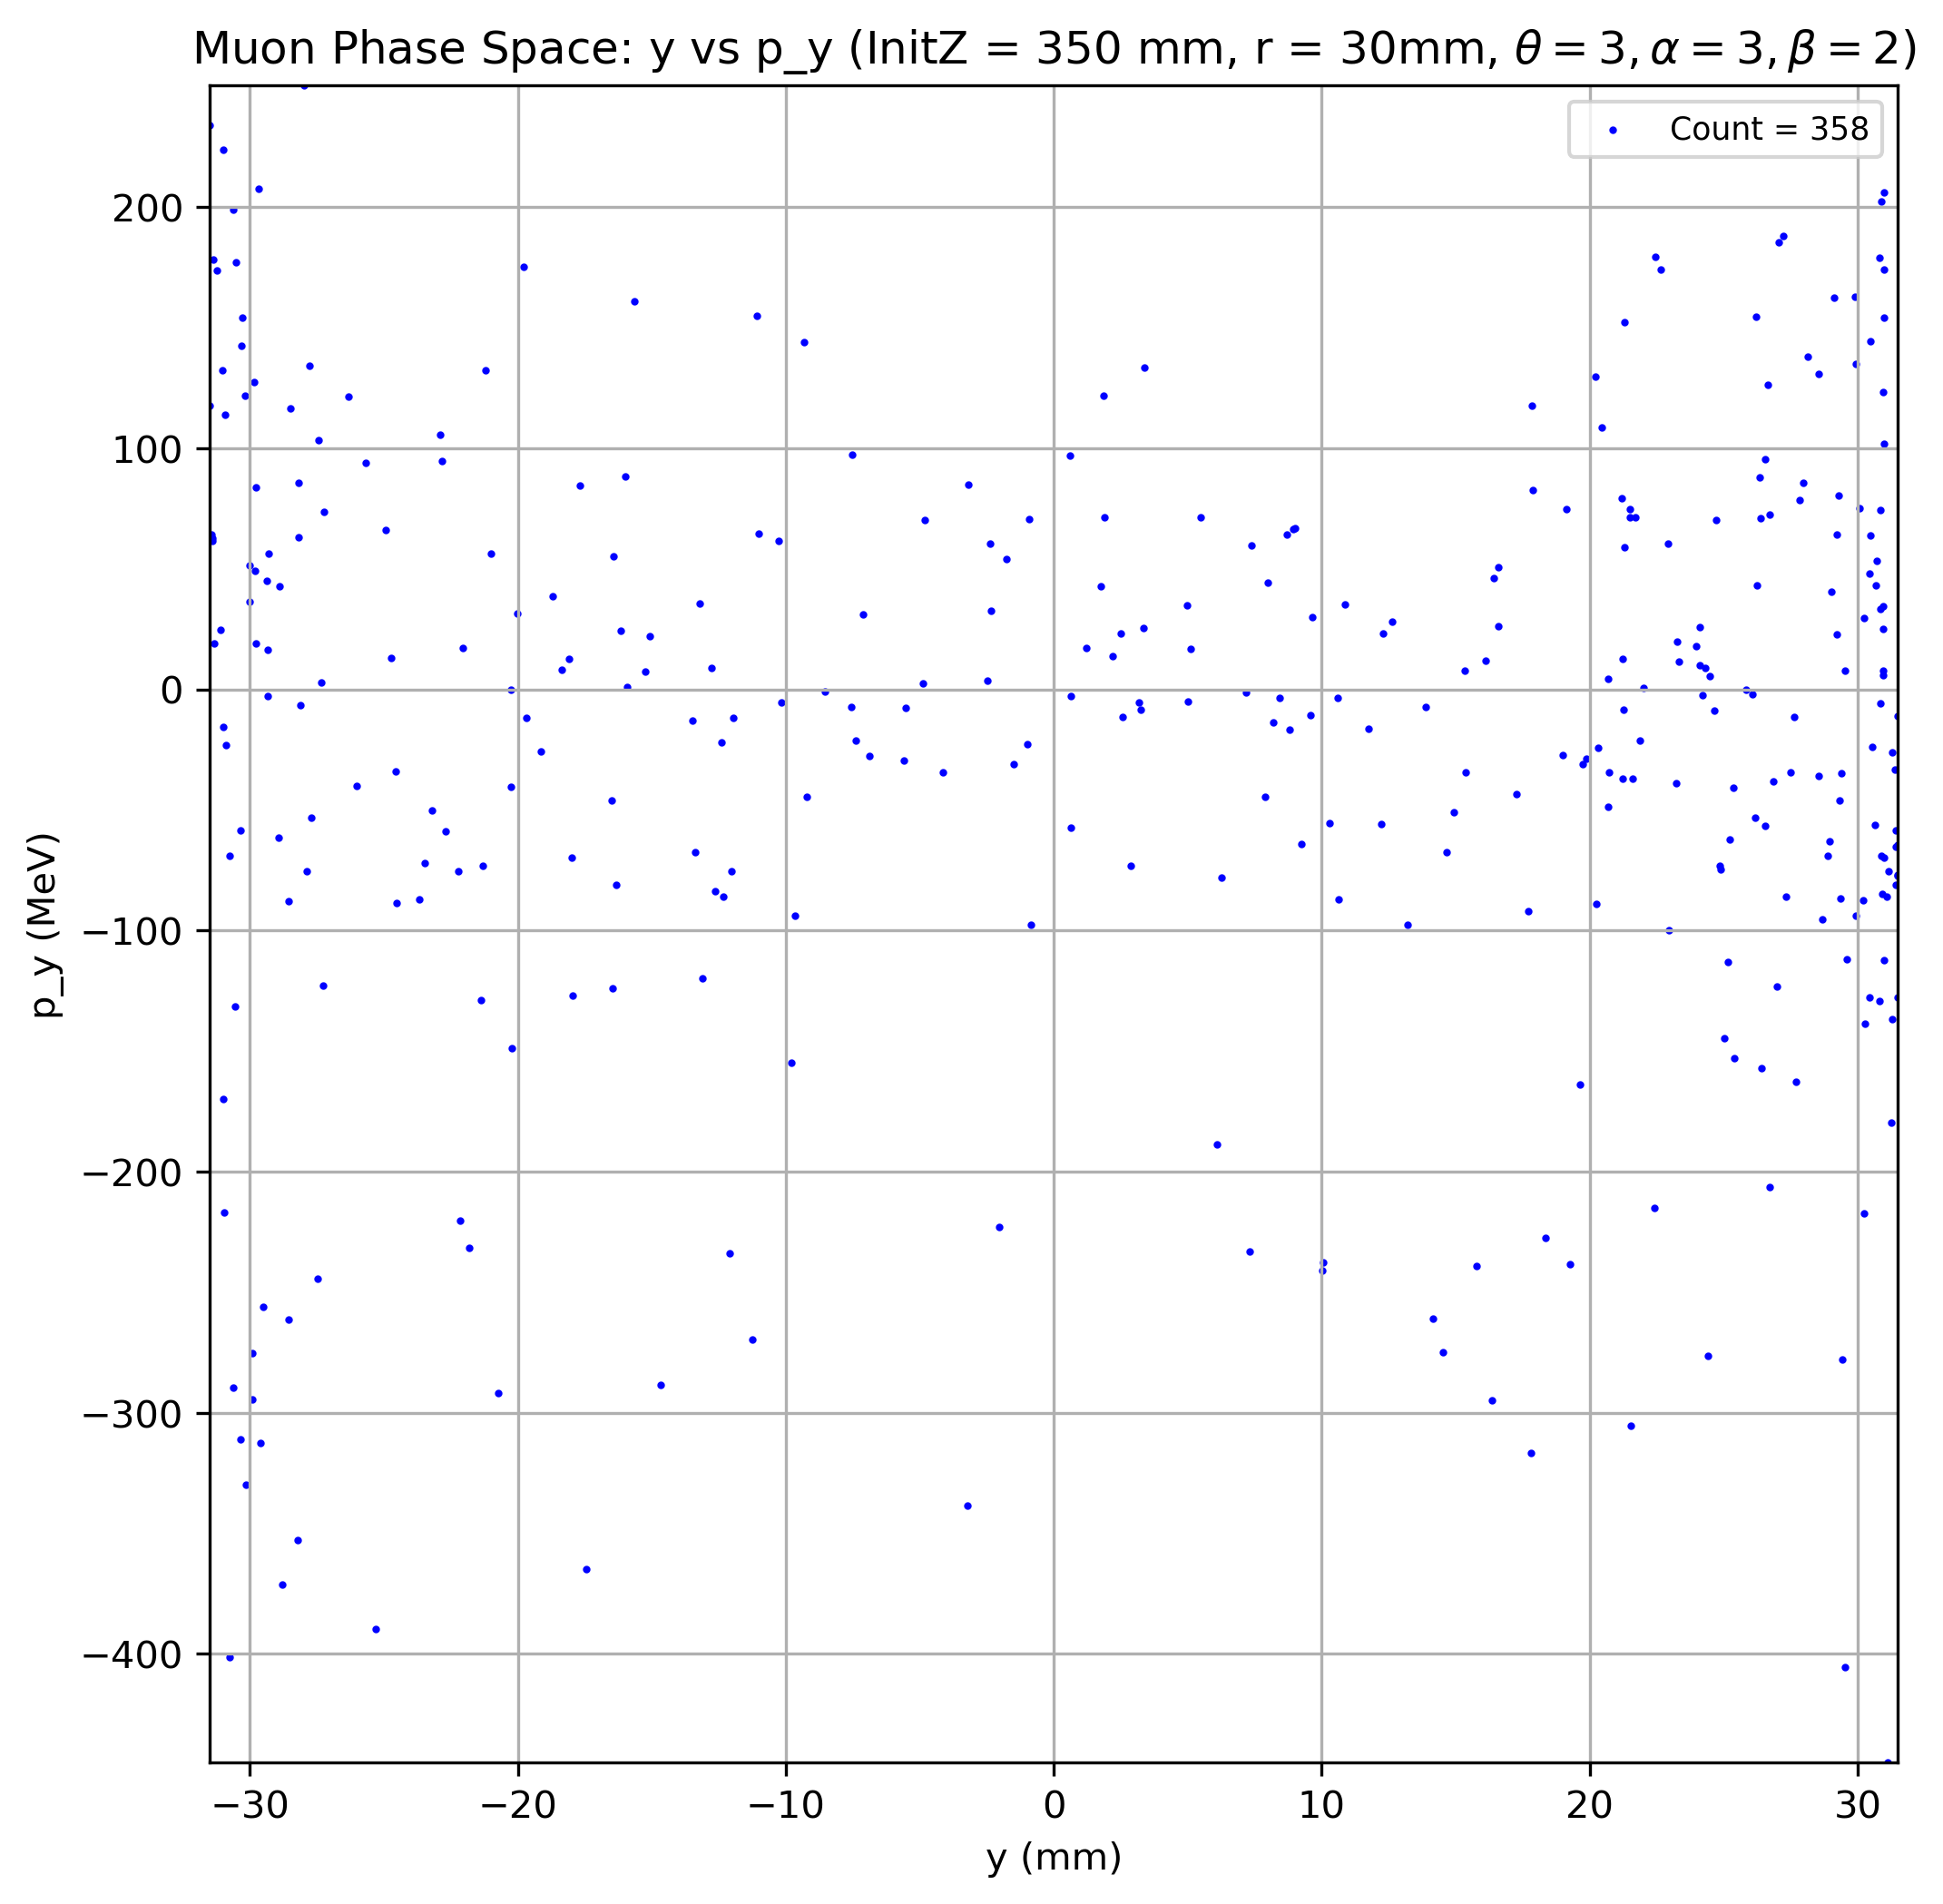 Muon Phase Space: y vs p_y (InitZ = 350 mm, r = 30mm, θ = 3, α = 3, β = 2)
Count = 358
200
100
0
−100
−200
−300
−400
p_y (MeV)
−30 −20 −10 0 10 20 30
y (mm)